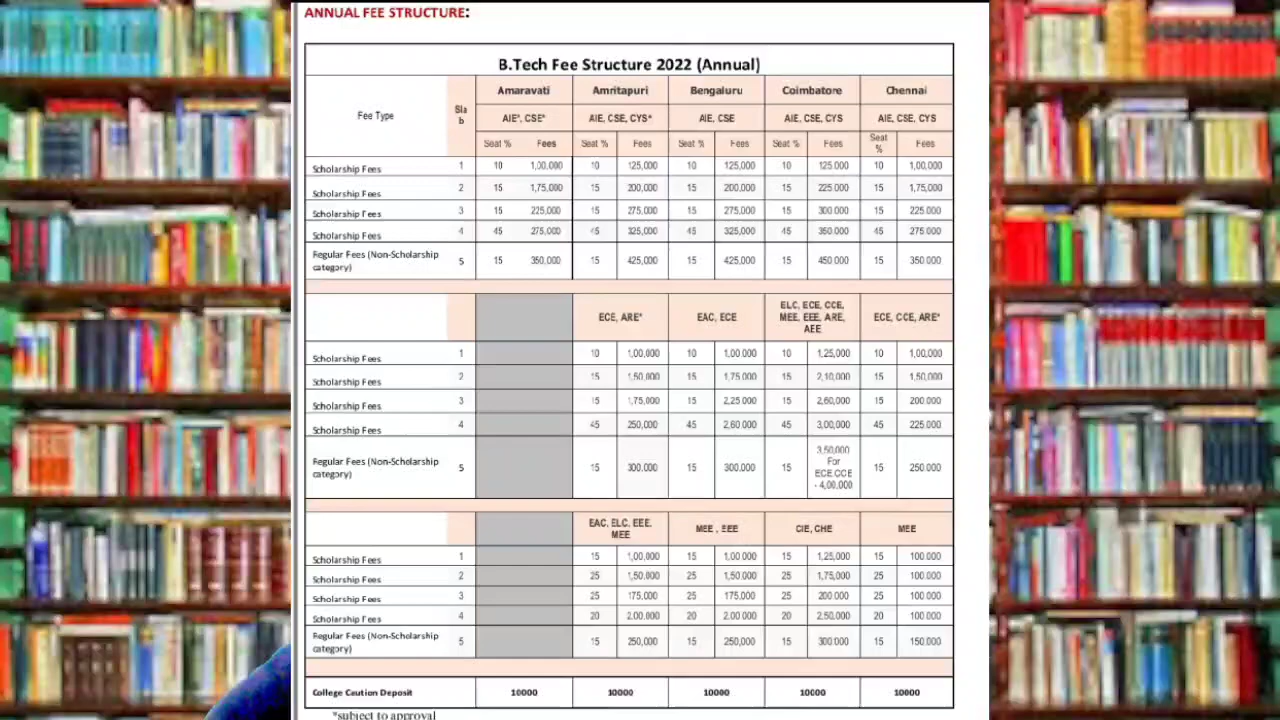 ANNUAL FEE STRUCTURE:
B.Tech Fee Structure 2022 (Annual)
Fee Type Sla b Amaravati Amritapuri Bengaluru Coimbatore Chennai
AIE*, CSE* AIE, CSE, CYS* AIE, CSE AIE, CSE, CYS AIE, CSE, CYS
Seat % Fees Seat % Fees Seat % Fees Seat % Fees Seat % Fees
Scholarship Fees 1 10 1,00,000 10 125,000 10 125,000 10 125.000 10 1,00,000
Scholarship Fees 2 15 1,75,000 15 200,000 15 200,000 15 225.000 15 1,75,000
Scholarship Fees 3 15 225,000 15 275,000 15 275,000 15 300.000 15 225.000
Scholarship Fees 4 45 275,000 45 325,000 45 325,000 45 350.000 45 275.000
Regular Fees (Non-Scholarship category) 5 15 350,000 15 425,000 15 425,000 15 450.000 15 350.000
ECE, ARE* EAC, ECE ELC, ECE, CCE, MEE, EEE, ARE, AEE ECE, CCE, ARE*
Scholarship Fees 1 10 1,00,000 10 1,00,000 10 1,25,000 10 1,00,000
Scholarship Fees 2 15 1,50,000 15 1,75,000 15 2,10,000 15 1,50,000
Scholarship Fees 3 15 1,75,000 15 2,25,000 15 2,60,000 15 200.000
Scholarship Fees 4 45 250,000 45 2,60,000 45 3,00,000 45 225.000
Regular Fees (Non-Scholarship category) 5 15 300.000 15 300.000 15 3,50,000 For ECE,CCE - 4,00,000 15 250.000
EAC, ELC, EEE, MEE MEE , EEE CIE, CHE MEE
Scholarship Fees 1 15 1,00,000 15 1,00,000 15 1,25,000 15 100.000
Scholarship Fees 2 25 1,50,000 25 1,50,000 25 1,75,000 25 100.000
Scholarship Fees 3 25 175,000 25 175,000 25 200.000 25 100.000
Scholarship Fees 4 20 2,00,000 20 2,00,000 20 2,50,000 20 100.000
Regular Fees (Non-Scholarship category) 5 15 250,000 15 250,000 15 300.000 15 150.000
College Caution Deposit 10000 10000 10000 10000 10000
*subject to approval